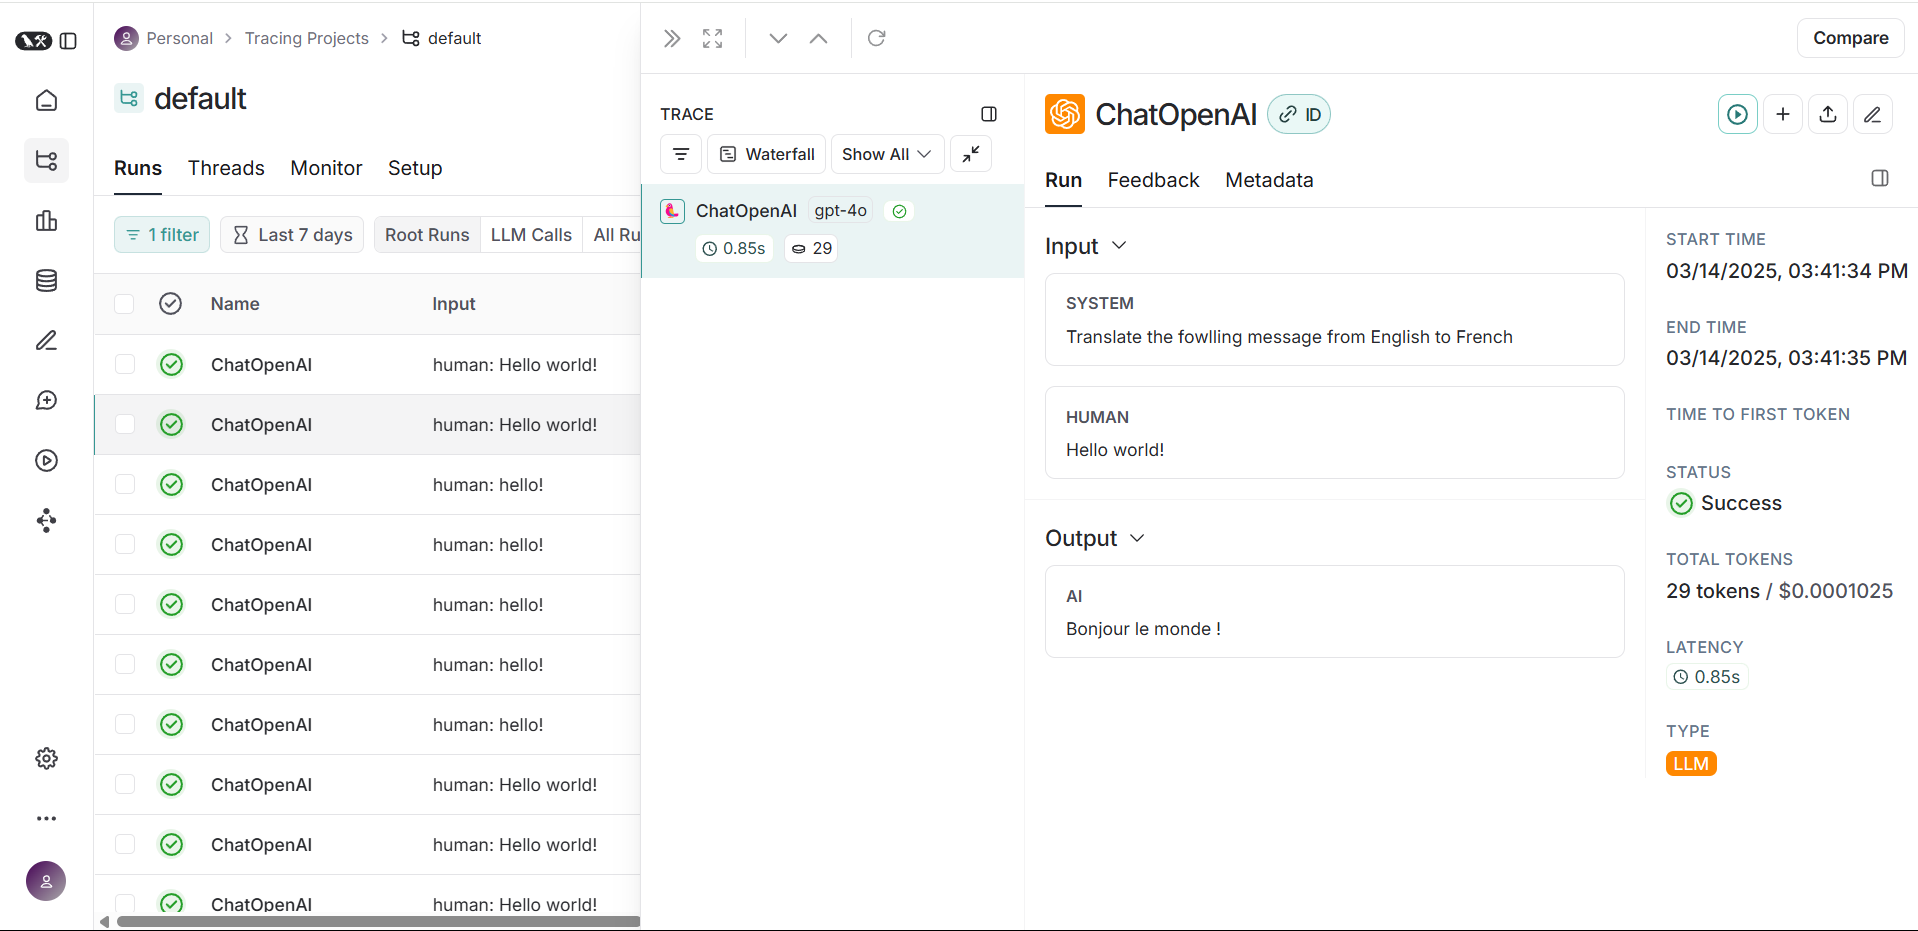 Personal > Tracing Projects > default
default
Runs Threads Monitor Setup
1 filter Last 7 days Root Runs LLM Calls All Ru
Name Input
ChatOpenAI human: Hello world!
ChatOpenAI human: Hello world!
ChatOpenAI human: hello!
ChatOpenAI human: hello!
ChatOpenAI human: hello!
ChatOpenAI human: hello!
ChatOpenAI human: hello!
ChatOpenAI human: Hello world!
ChatOpenAI human: Hello world!
ChatOpenAI human: Hello world!
TRACE
Waterfall Show All
ChatOpenAI gpt-4o
0.85s 29
Compare
ChatOpenAI ID
Run Feedback Metadata
Input
SYSTEM
Translate the fowlling message from English to French
HUMAN
Hello world!
Output
AI
Bonjour le monde !
START TIME
03/14/2025, 03:41:34 PM
END TIME
03/14/2025, 03:41:35 PM
TIME TO FIRST TOKEN
STATUS
Success
TOTAL TOKENS
29 tokens / $0.0001025
LATENCY
0.85s
TYPE
LLM